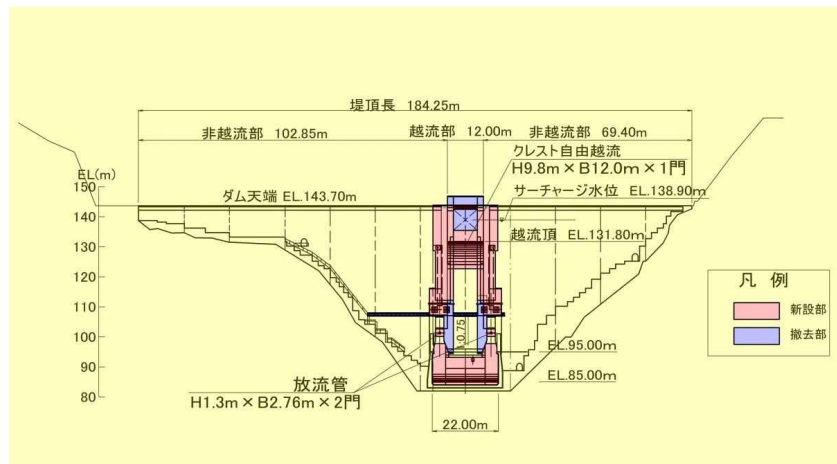 堤頂長 184.25m
非越流部 102.85m
越流部 12.00m
非越流部 69.40m
クレスト自由越流
H9.8m×B12.0m×1門
EL(m)
150
ダム天端 EL.143.70m
サーチャージ水位 EL.138.90m
140
越流頂 EL.131.80m
130
120
110
100
90
80
凡 例
新設部
撤去部
1:0.75
EL.95.00m
EL.85.00m
放流管
H1.3m×B2.76m×2門
22.00m